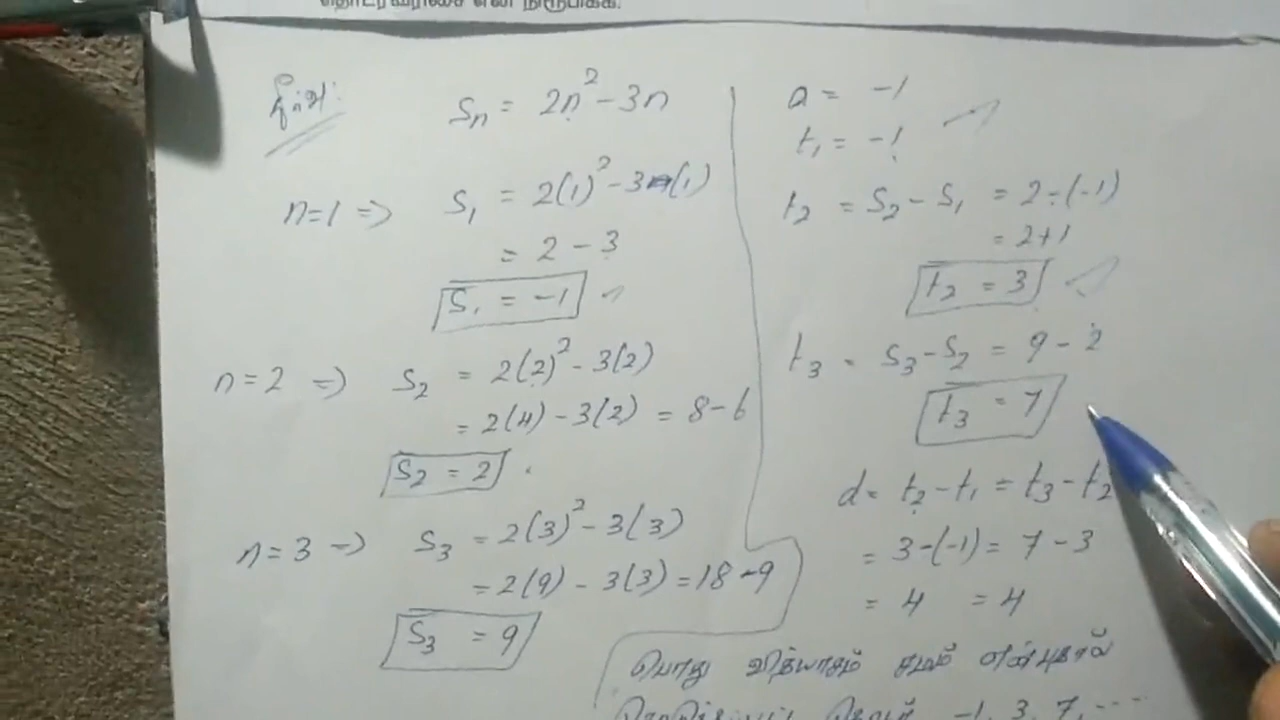 தொடர்வரிசை என நிரூபிக்க.
தீர்வு:
Sn = 2n² - 3n
n=1 => S₁ = 2(1)² - 3(1)
= 2 - 3
S₁ = -1
n=2 => S₂ = 2(2)² - 3(2)
= 2(4) - 3(2) = 8 - 6
S₂ = 2
n=3 => S₃ = 2(3)² - 3(3)
= 2(9) - 3(3) = 18 - 9
S₃ = 9
a = -1
t₁ = -1
t₂ = S₂ - S₁ = 2 - (-1)
= 2+1
t₂ = 3
t₃ = S₃ - S₂ = 9 - 2
t₃ = 7
d = t₂ - t₁ = t₃ - t₂
= 3 - (-1) = 7 - 3
= 4 = 4
பொது வித்யாசம் சமம் என்பதால்
-1, 3, 7, ....